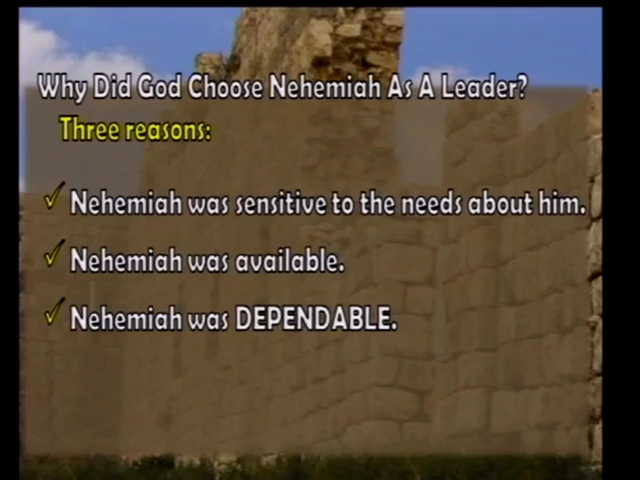 Why Did God Choose Nehemiah As A Leader?
Three reasons:
✓ Nehemiah was sensitive to the needs about him.
✓ Nehemiah was available.
✓ Nehemiah was DEPENDABLE.